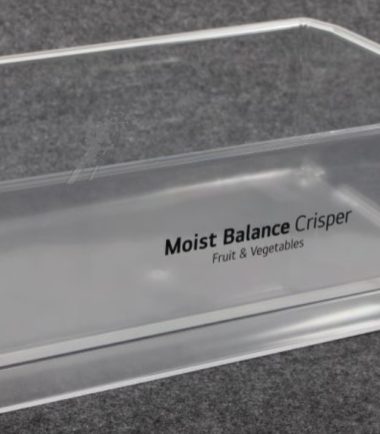 Moist Balance Crisper
Fruit & Vegetables